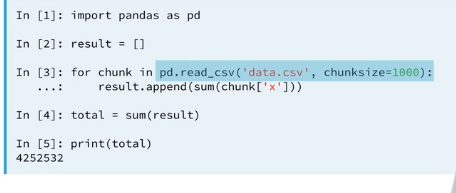 In [1]: import pandas as pd
In [2]: result = []
In [3]: for chunk in pd.read_csv('data.csv', chunksize=1000):
...: result.append(sum(chunk['x']))
In [4]: total = sum(result)
In [5]: print(total)
4252532